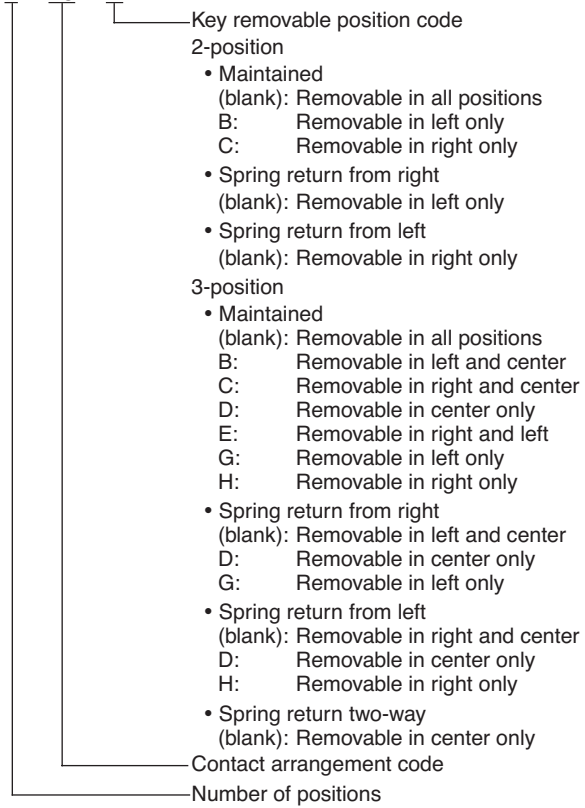 Key removable position code
2-position
• Maintained
(blank): Removable in all positions
B: Removable in left only
C: Removable in right only
• Spring return from right
(blank): Removable in left only
• Spring return from left
(blank): Removable in right only
3-position
• Maintained
(blank): Removable in all positions
B: Removable in left and center
C: Removable in right and center
D: Removable in center only
E: Removable in right and left
G: Removable in left only
H: Removable in right only
• Spring return from right
(blank): Removable in left and center
D: Removable in center only
G: Removable in left only
• Spring return from left
(blank): Removable in right and center
D: Removable in center only
H: Removable in right only
• Spring return two-way
(blank): Removable in center only
Contact arrangement code
Number of positions